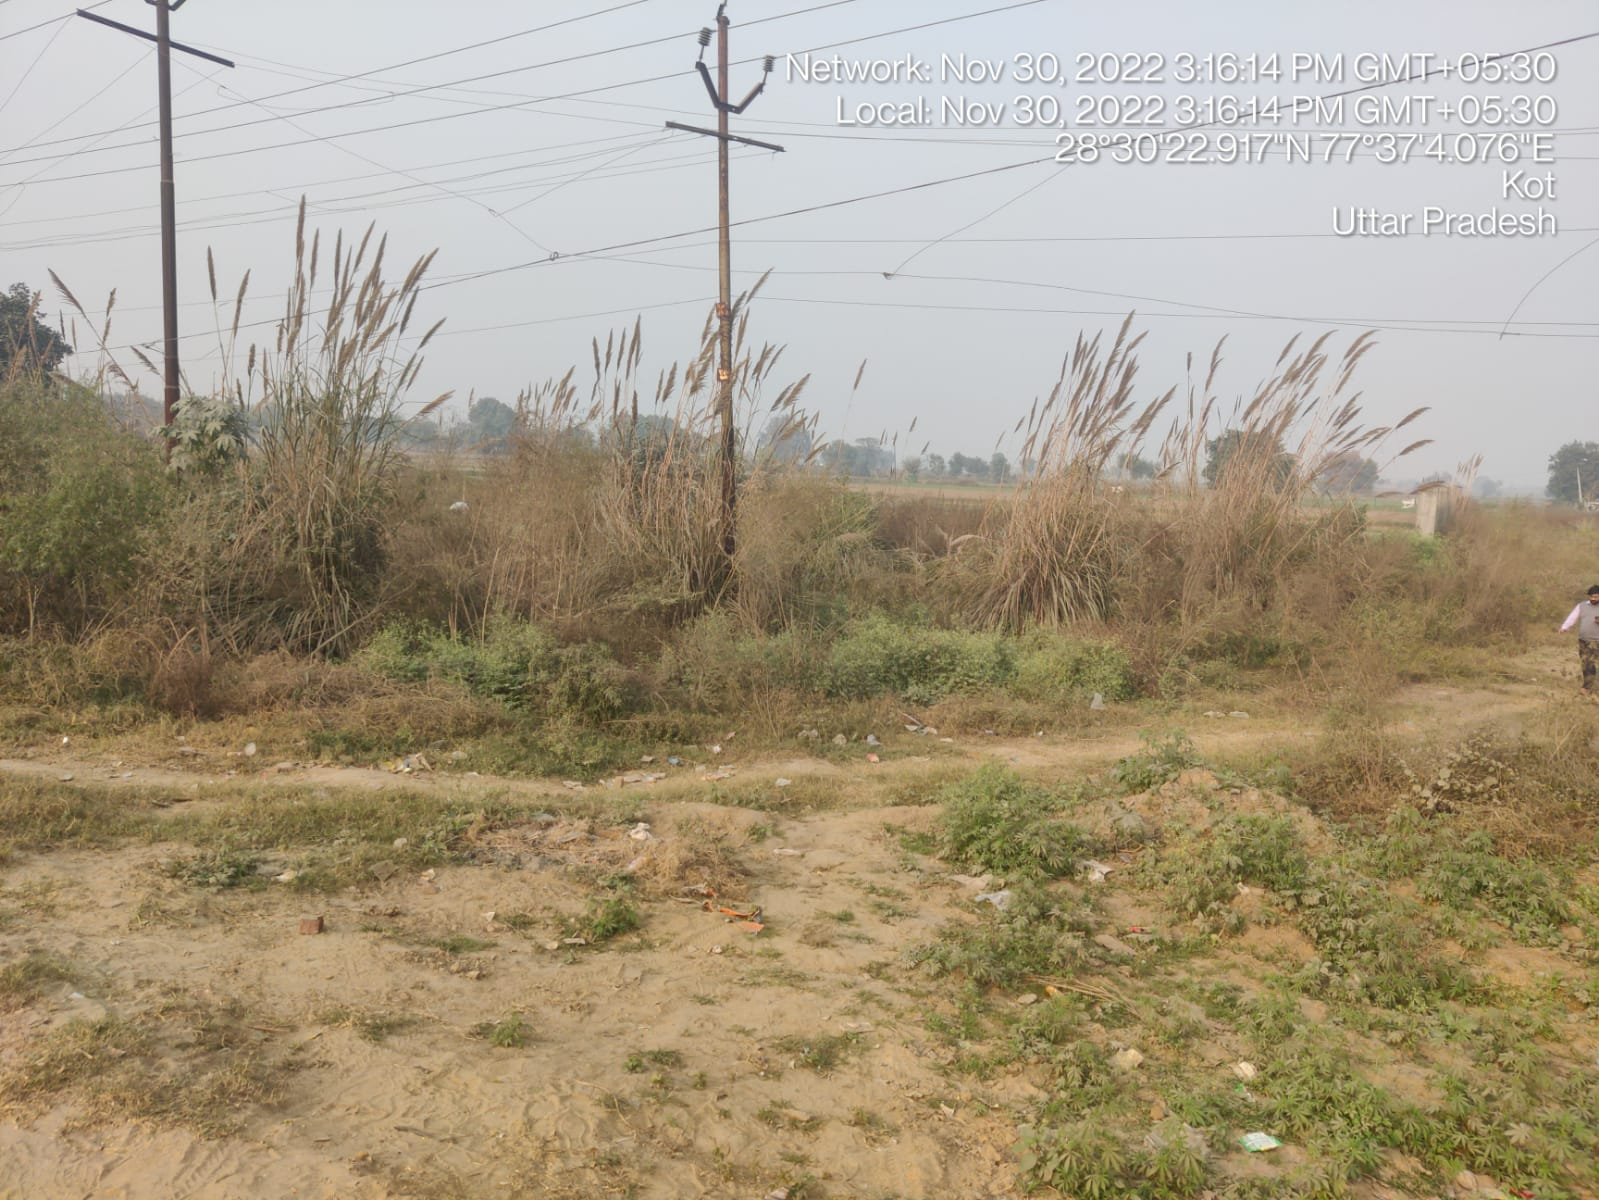 Network: Nov 30, 2022 3:16:14 PM GMT+05:30
Local: Nov 30, 2022 3:16:14 PM GMT+05:30
28°30'22.917"N 77°37'4.076"E
Kot
Uttar Pradesh